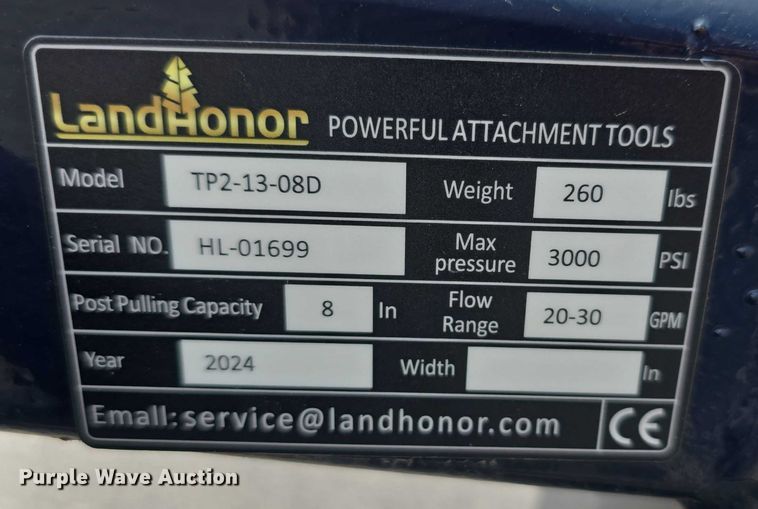 LandHonor POWERFUL ATTACHMENT TOOLS
Model TP2-13-08D Weight 260 lbs
Serial NO. HL-01699 Max pressure 3000 PSI
Post Pulling Capacity 8 In Flow Range 20-30 GPM
Year 2024 Width In
Emall:service@landhonor.com CE
Purple Wave Auction